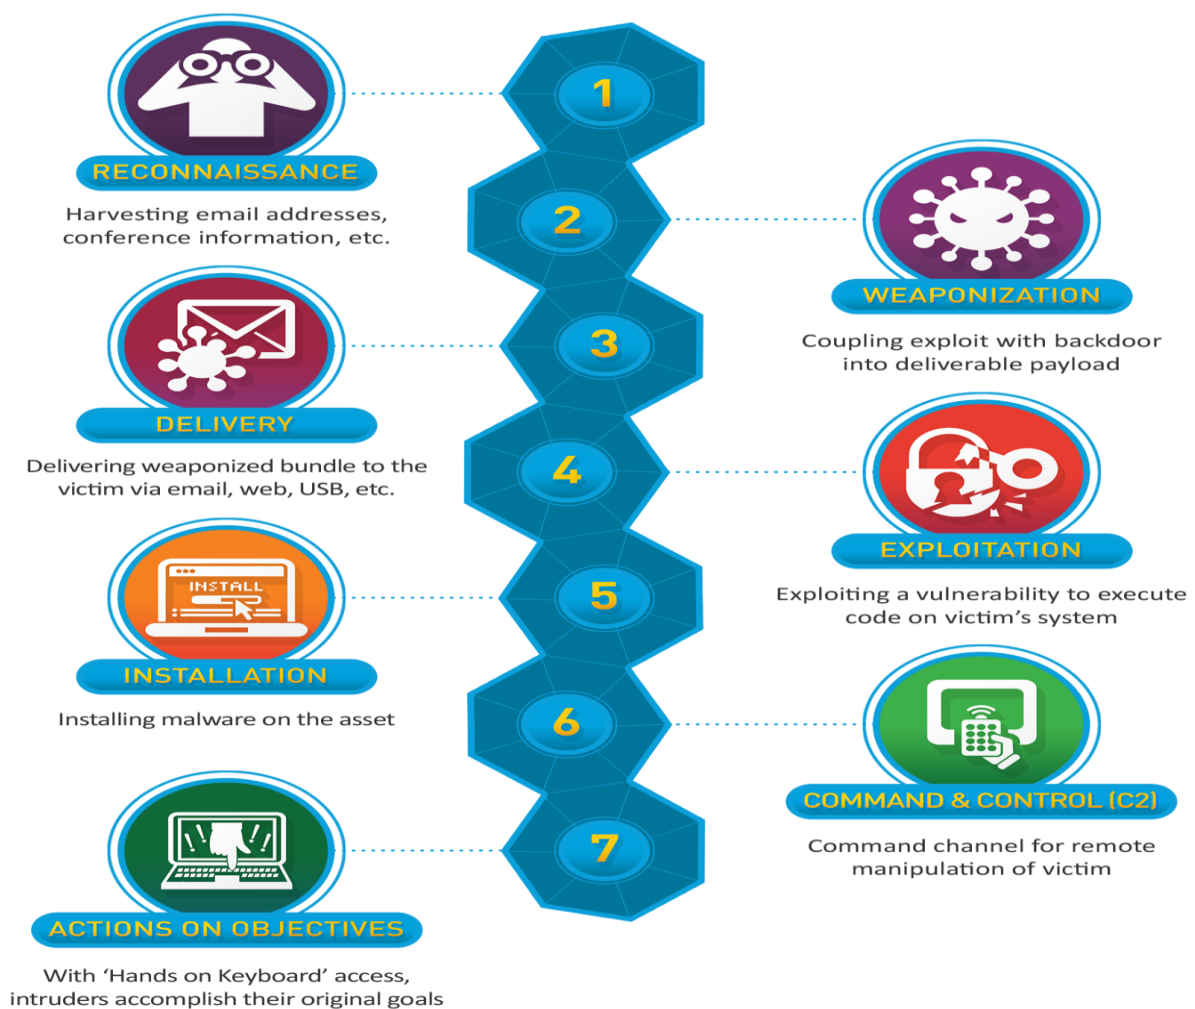 1
RECONNAISSANCE
Harvesting email addresses,
conference information, etc.
2
WEAPONIZATION
Coupling exploit with backdoor
into deliverable payload
3
DELIVERY
Delivering weaponized bundle to the
victim via email, web, USB, etc.
4
EXPLOITATION
Exploiting a vulnerability to execute
code on victim’s system
5
INSTALL
INSTALLATION
Installing malware on the asset
6
COMMAND & CONTROL (C2)
Command channel for remote
manipulation of victim
7
!! !!
ACTIONS ON OBJECTIVES
With ‘Hands on Keyboard’ access,
intruders accomplish their original goals